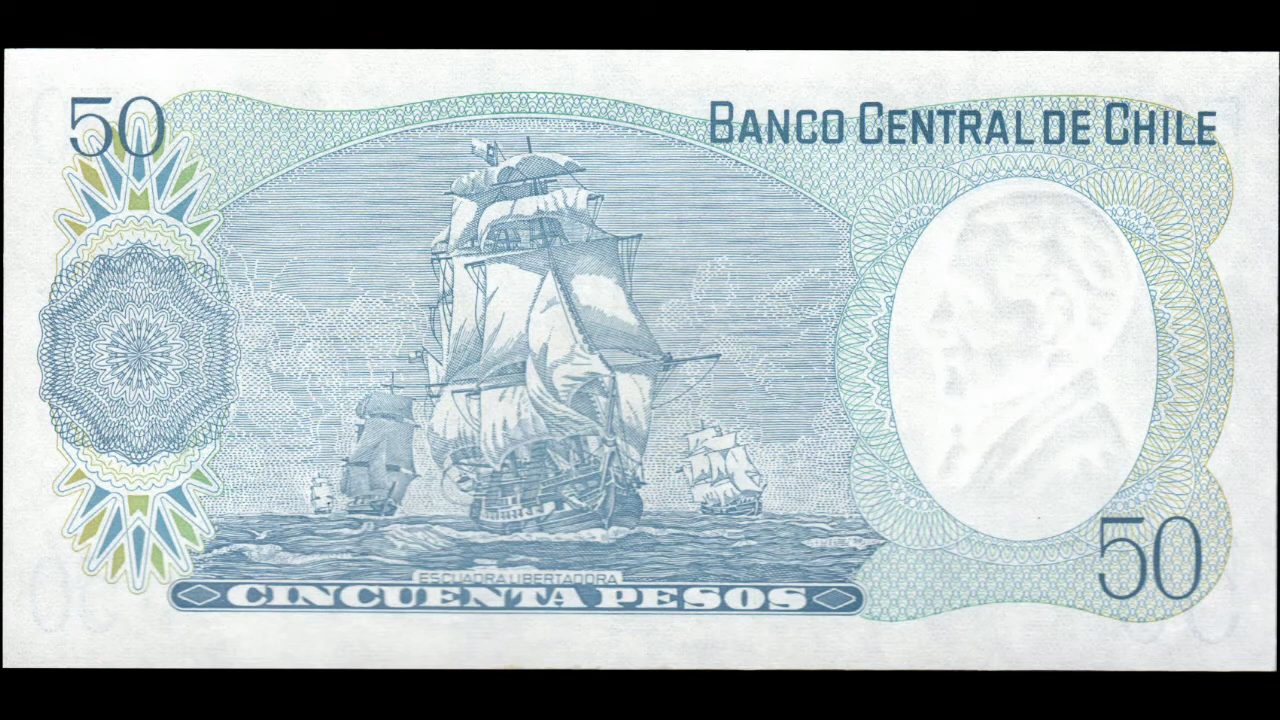 50
BANCO CENTRAL DE CHILE
ESCUADRA LIBERTADORA
CINCUENTA PESOS
50